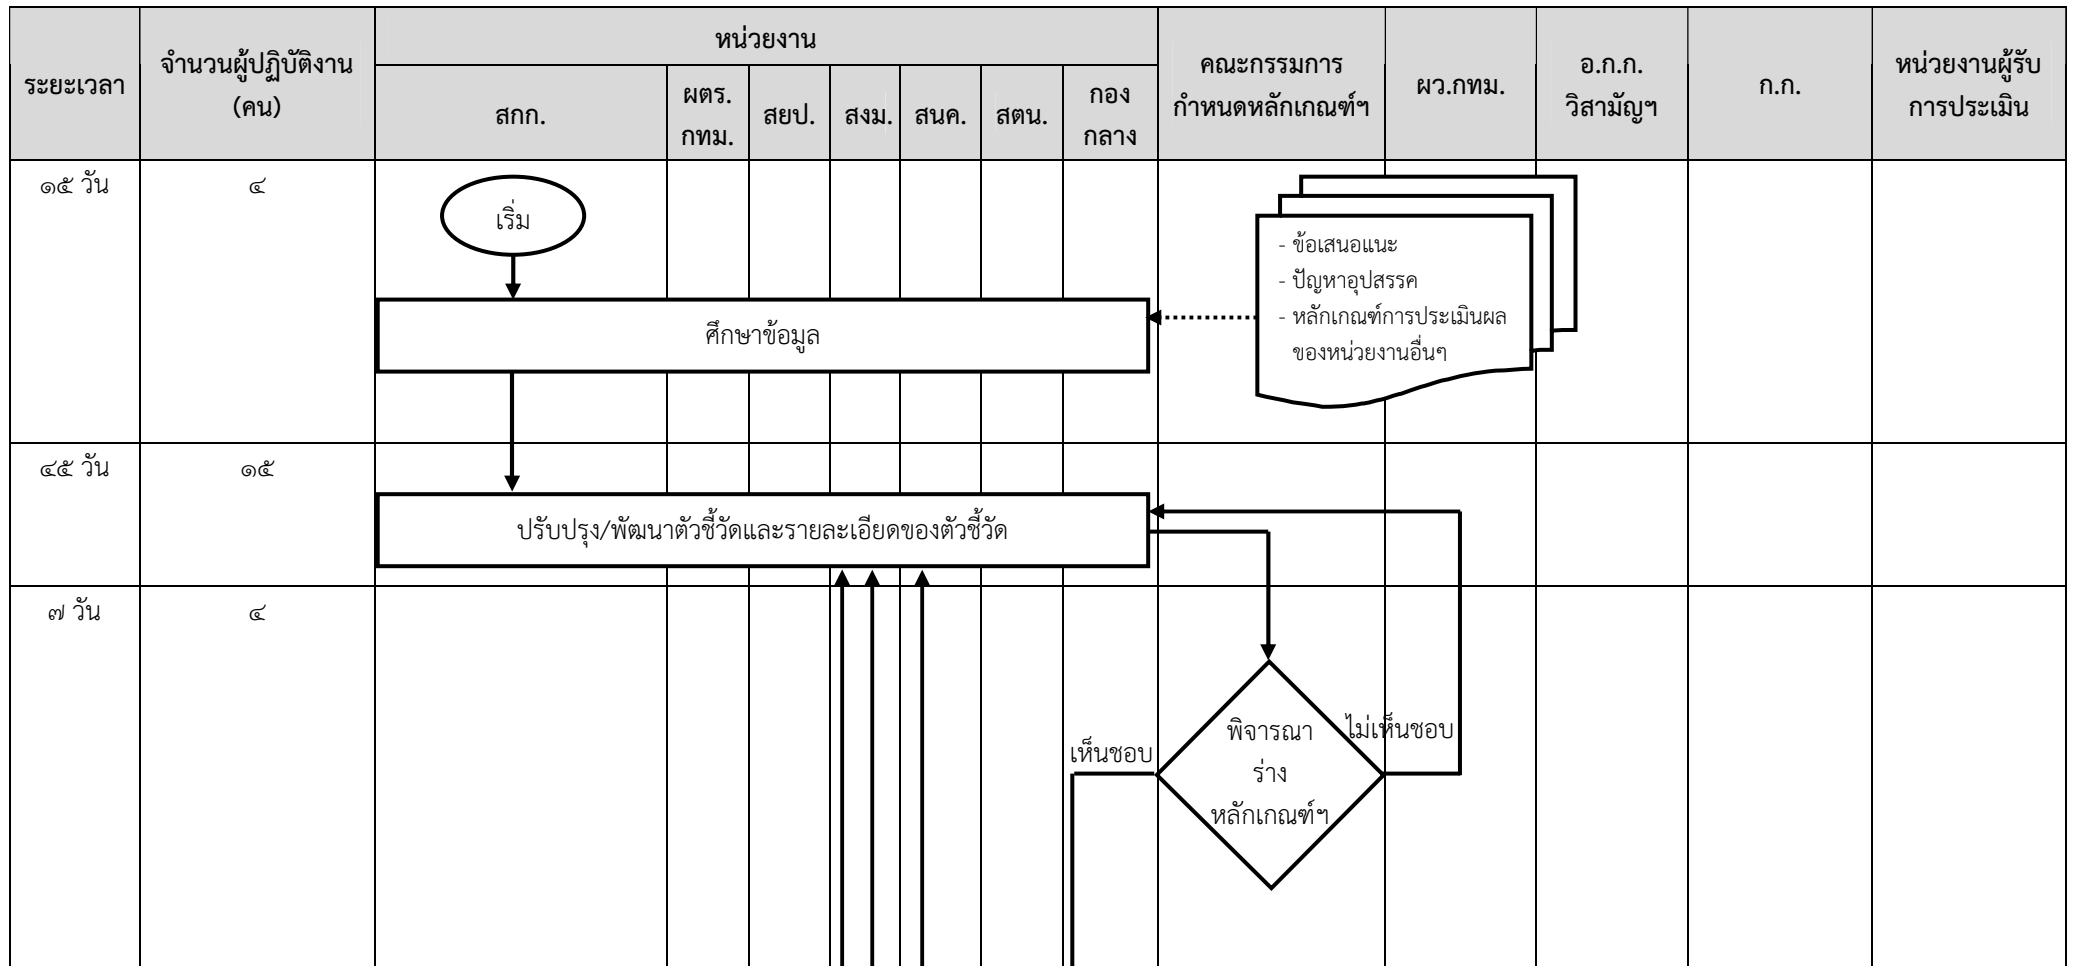 ระยะเวลา
จำนวนผู้ปฏิบัติงาน
(คน)
หน่วยงาน
สกก.
ผตร.
กทม.
สยป.
สงม.
สนค.
สตน.
กอง
กลาง
คณะกรรมการ
กำหนดหลักเกณฑ์ฯ
ผว.กทม.
อ.ก.ก.
วิสามัญฯ
ก.ก.
หน่วยงานผู้รับ
การประเมิน
๑๕ วัน
๔
เริ่ม
- ข้อเสนอแนะ
- ปัญหาอุปสรรค
- หลักเกณฑ์การประเมินผล
ของหน่วยงานอื่นๆ
ศึกษาข้อมูล
๔๕ วัน
๑๕
ปรับปรุง/พัฒนาตัวชี้วัดและรายละเอียดของตัวชี้วัด
๗ วัน
๔
เห็นชอบ
พิจารณา
ร่าง
หลักเกณฑ์ฯ
ไม่เห็นชอบ